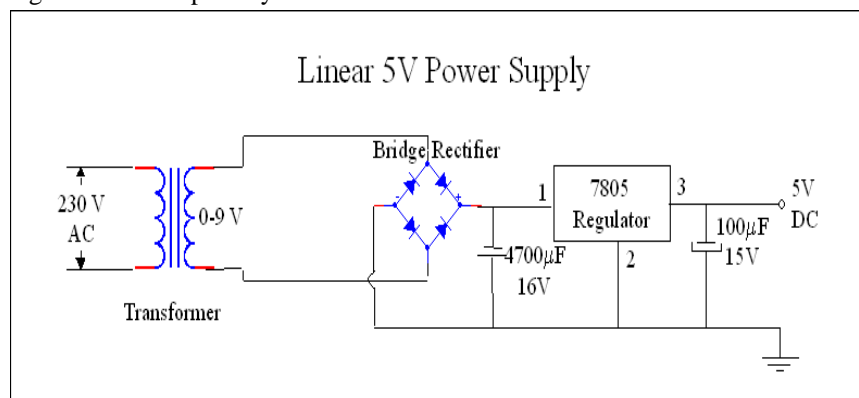 Linear 5V Power Supply
Bridge Rectifier
230 V
AC
0-9 V
Transformer
-
+
1
7805
Regulator
2
3
4700μF
16V
100μF
15V
5V
DC